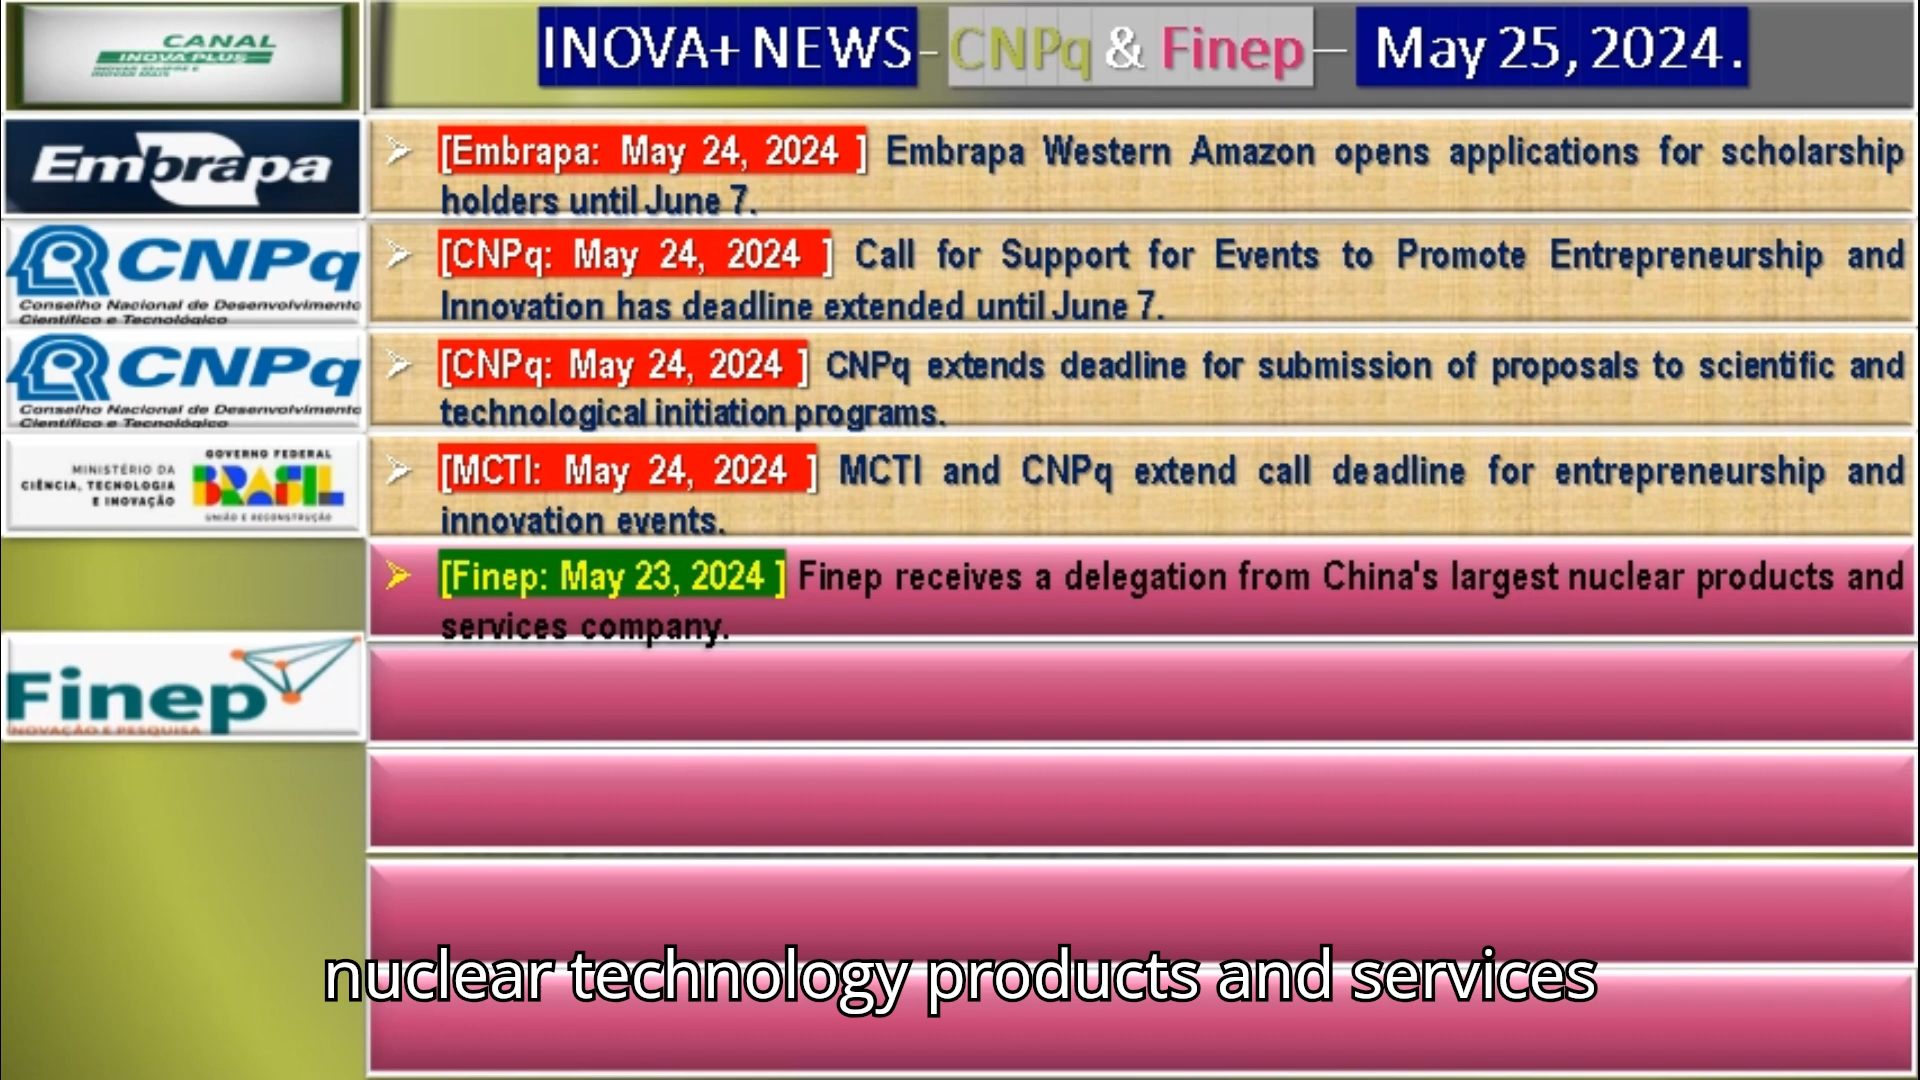 CANAL
INOVA PLUS
INOVAR SEMPRE E
INOVAR MAIS
INOVA+ NEWS – CNPq & Finep — May 25, 2024.
Embrapa
[Embrapa: May 24, 2024 ] Embrapa Western Amazon opens applications for scholarship
holders until June 7.
CNPq
Conselho Nacional de Desenvolvimento
Científico e Tecnológico
[CNPq: May 24, 2024 ] Call for Support for Events to Promote Entrepreneurship and
Innovation has deadline extended until June 7.
CNPq
Conselho Nacional de Desenvolvimento
Científico e Tecnológico
[CNPq: May 24, 2024 ] CNPq extends deadline for submission of proposals to scientific and
technological initiation programs.
MINISTÉRIO DA
CIÊNCIA, TECNOLOGIA
E INOVAÇÃO
GOVERNO FEDERAL
BRASIL
UNIÃO E RECONSTRUÇÃO
[MCTI: May 24, 2024 ] MCTI and CNPq extend call deadline for entrepreneurship and
innovation events.
[Finep: May 23, 2024 ] Finep receives a delegation from China's largest nuclear products and
services company.
Finep
INOVAÇÃO E PESQUISA
nuclear technology products and services